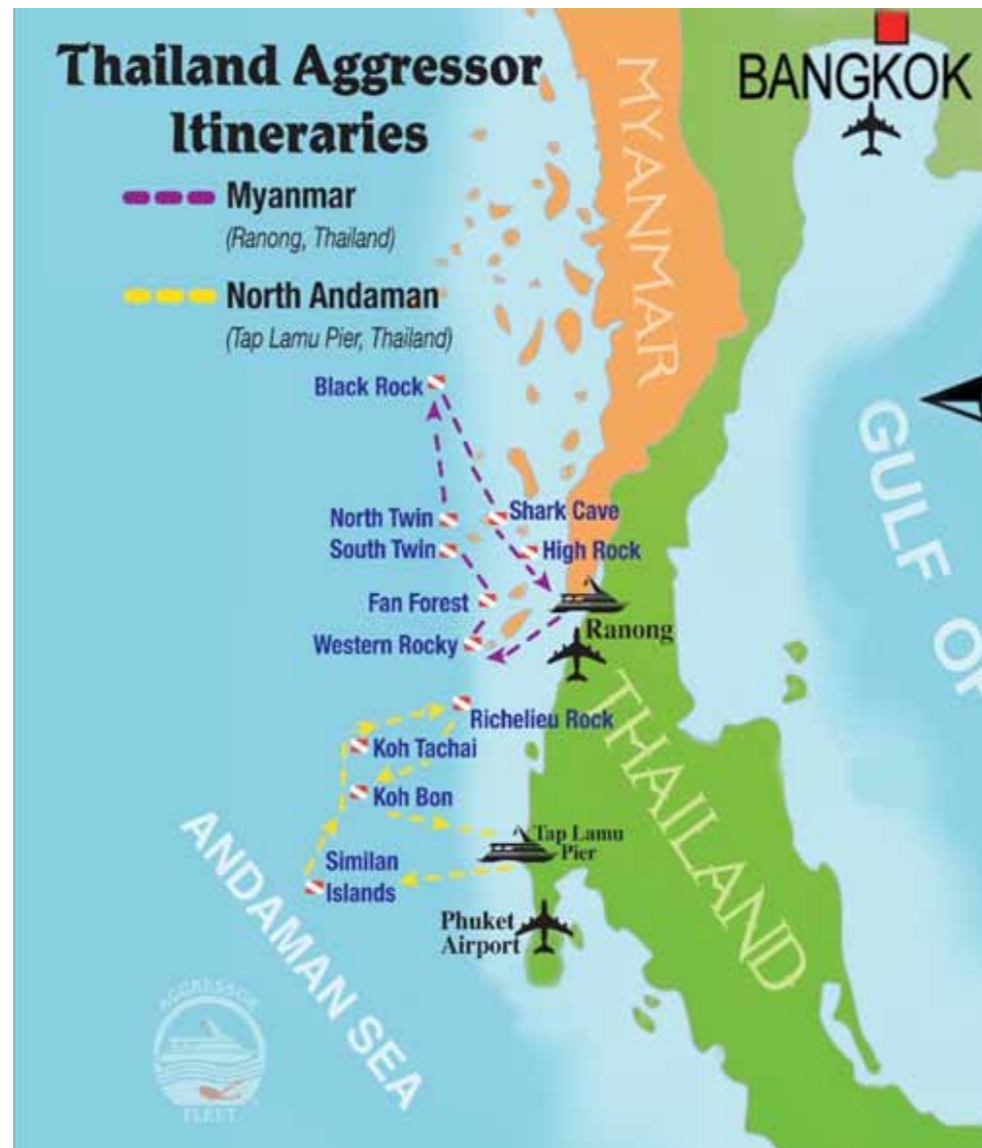 Thailand Aggressor
Itineraries
Myanmar
(Ranong, Thailand)
North Andaman
(Tap Lamu Pier, Thailand)
BANGKOK
MYANMAR
Black Rock
North Twin
Shark Cave
South Twin
High Rock
Fan Forest
Ranong
Western Rocky
Richelieu Rock
Koh Tachai
Koh Bon
Tap Lamu
Pier
Similan
Islands
Phuket
Airport
THAILAND
GULF OF
ANDAMAN SEA
AGGRESSOR
FLEET